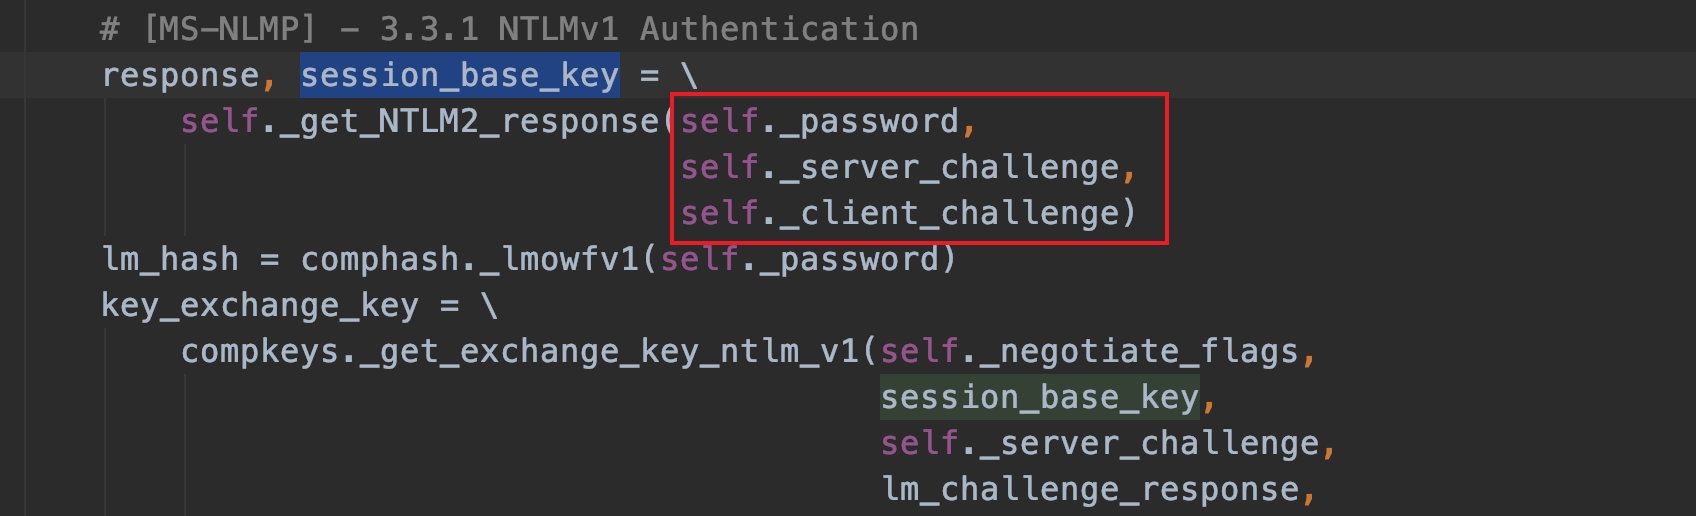 # [MS-NLMP] - 3.3.1 NTLMv1 Authentication
response, session_base_key = \
self._get_NTLM2_response(self._password,
self._server_challenge,
self._client_challenge)
lm_hash = comphash._lmowfv1(self._password)
key_exchange_key = \
compkeys._get_exchange_key_ntlm_v1(self._negotiate_flags,
session_base_key,
self._server_challenge,
lm_challenge_response,